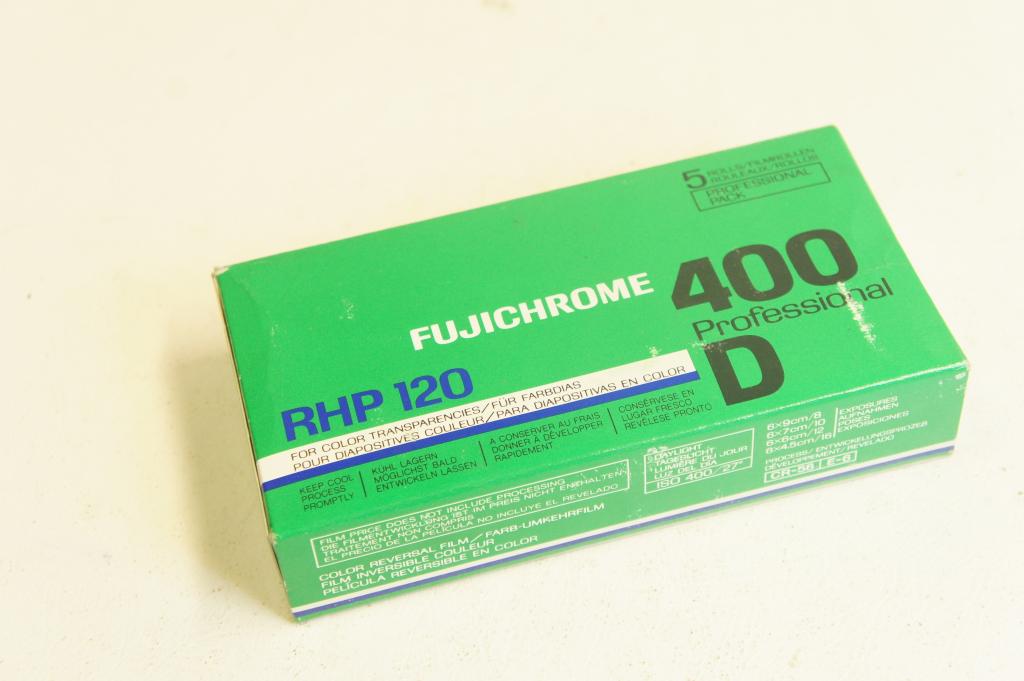 5 ROLLS/FILMROLLEN
ROULEAUX/ROLLOS
PROFESSIONAL
PACK
FUJICHROME 400
Professional
D
RHP 120
FOR COLOR TRANSPARENCIES/FÜR FARBDIAS
POUR DIAPOSITIVES COULEUR/PARA DIAPOSITIVAS EN COLOR
KEEP COOL
PROCESS
PROMPTLY
KÜHL LAGERN
MÖGLICHST BALD
ENTWICKELN LASSEN
A CONSERVER AU FRAIS
DONNER À DÉVELOPPER
RAPIDEMENT
CONSÉRVESE EN
LUGAR FRESCO
REVÉLESE PRONTO
FILM PRICE DOES NOT INCLUDE PROCESSING
DIE FILMENTWICKLUNG IST IM PREIS NICHT ENTHALTEN
TRAITEMENT NON COMPRIS
EL PRECIO DE LA PELÍCULA NO INCLUYE EL REVELADO
COLOR REVERSAL FILM/FARB-UMKEHRFILM
FILM INVERSIBLE COULEUR
PELÍCULA REVERSIBLE EN COLOR
DAYLIGHT
TAGESLICHT
LUMIÈRE DU JOUR
LUZ DEL DIA
ISO 400/27°
6×9cm/8
6×7cm/10
6×6cm/12
6×4.5cm/16
EXPOSURES
AUFNAHMEN
POSES
EXPOSICIONES
PROCESS/ENTWICKLUNGSPROZEß
DÉVELOPPEMENT/REVELADO
CR-56 E-6